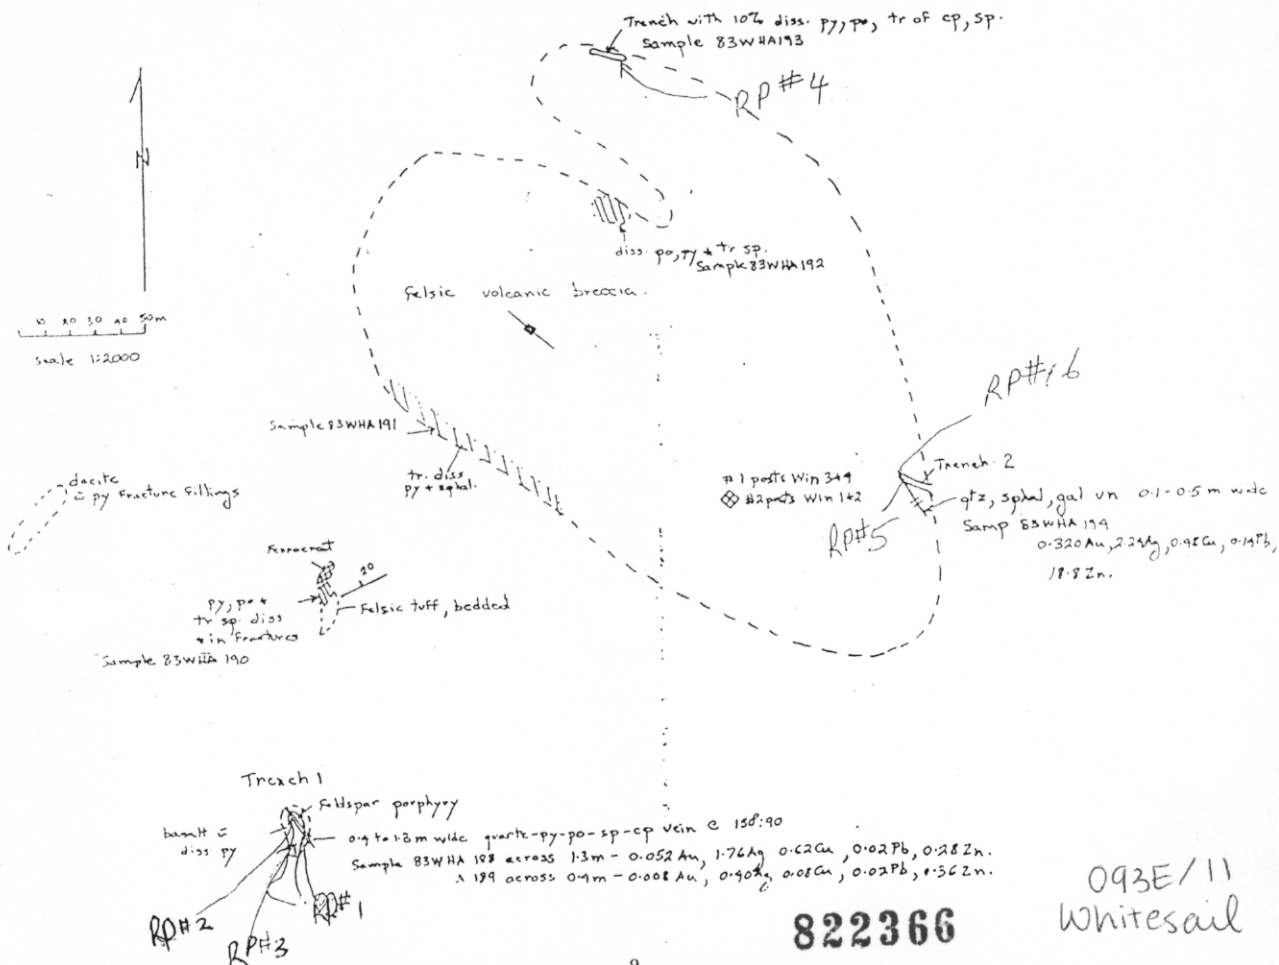 Trench with 10% diss. py, po, tr of cp, sp.
Sample 83WHA193
RP#4
N
diss. po, py + tr sp.
Sample 83WHA192
felsic volcanic breccia.
10 20 30 40 50m
Scale 1:2000
RP#6
Sample 83WHA191
tr. diss
py + sphal.
dacite
py fracture fillings
#1 posts Win 3+4
#2 posts Win 1+2
Trench 2
qtz, sphal, gal vn 0.1-0.5 m wide
Samp 83WHA 194
0.320 Au, 2.24 Ag, 0.48 Cu, 0.14 Pb,
18.8 Zn.
RP#5
Ferrocrete
20
py, po +
tr sp. diss
+ in fractures
Felsic tuff, bedded
Sample 83WHA 190
Trench 1
Feldspar porphyry
basalt
diss py
0.4 to 1.3m wide quartz-py-po-sp-cp vein @ 158:90
Sample 83WHA 188 across 1.3m - 0.052 Au, 1.76 Ag 0.62 Cu, 0.02 Pb, 0.28 Zn.
189 across 0.4m - 0.008 Au, 0.40 Ag, 0.08 Cu, 0.02 Pb, 0.36 Zn.
RP#2
RP#3
RP#1
822366
093E/11
Whitesail